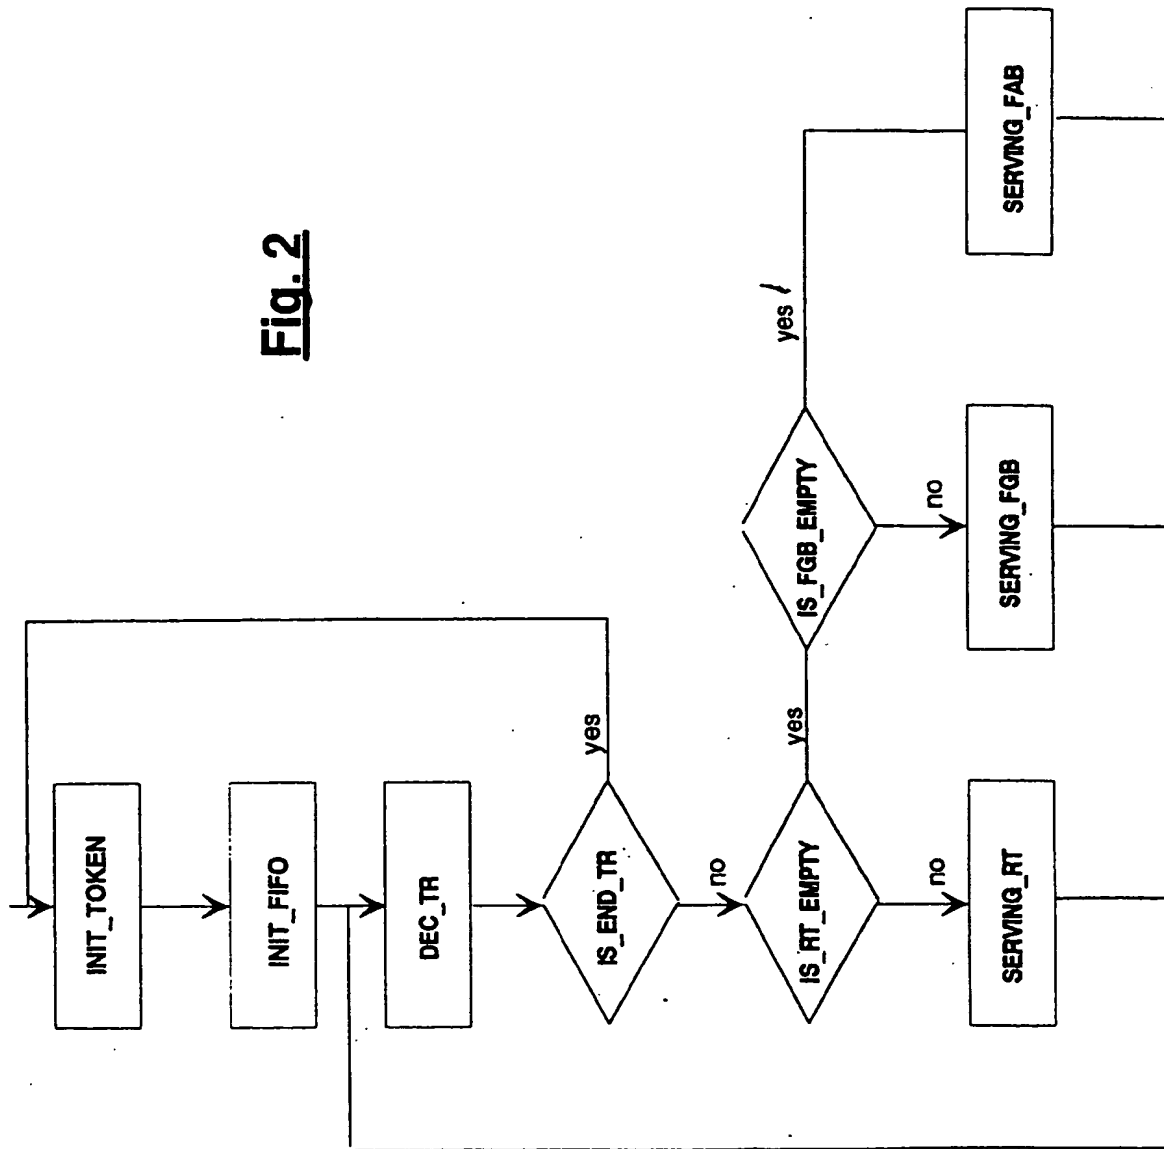 Fig. 2
INIT_TOKEN
INIT_FIFO
DEC_TR
IS_END_TR
yes
no
IS_RT_EMPTY
yes
no
IS_FGB_EMPTY
yes
no
SERVING_RT
SERVING_FGB
SERVING_FAB